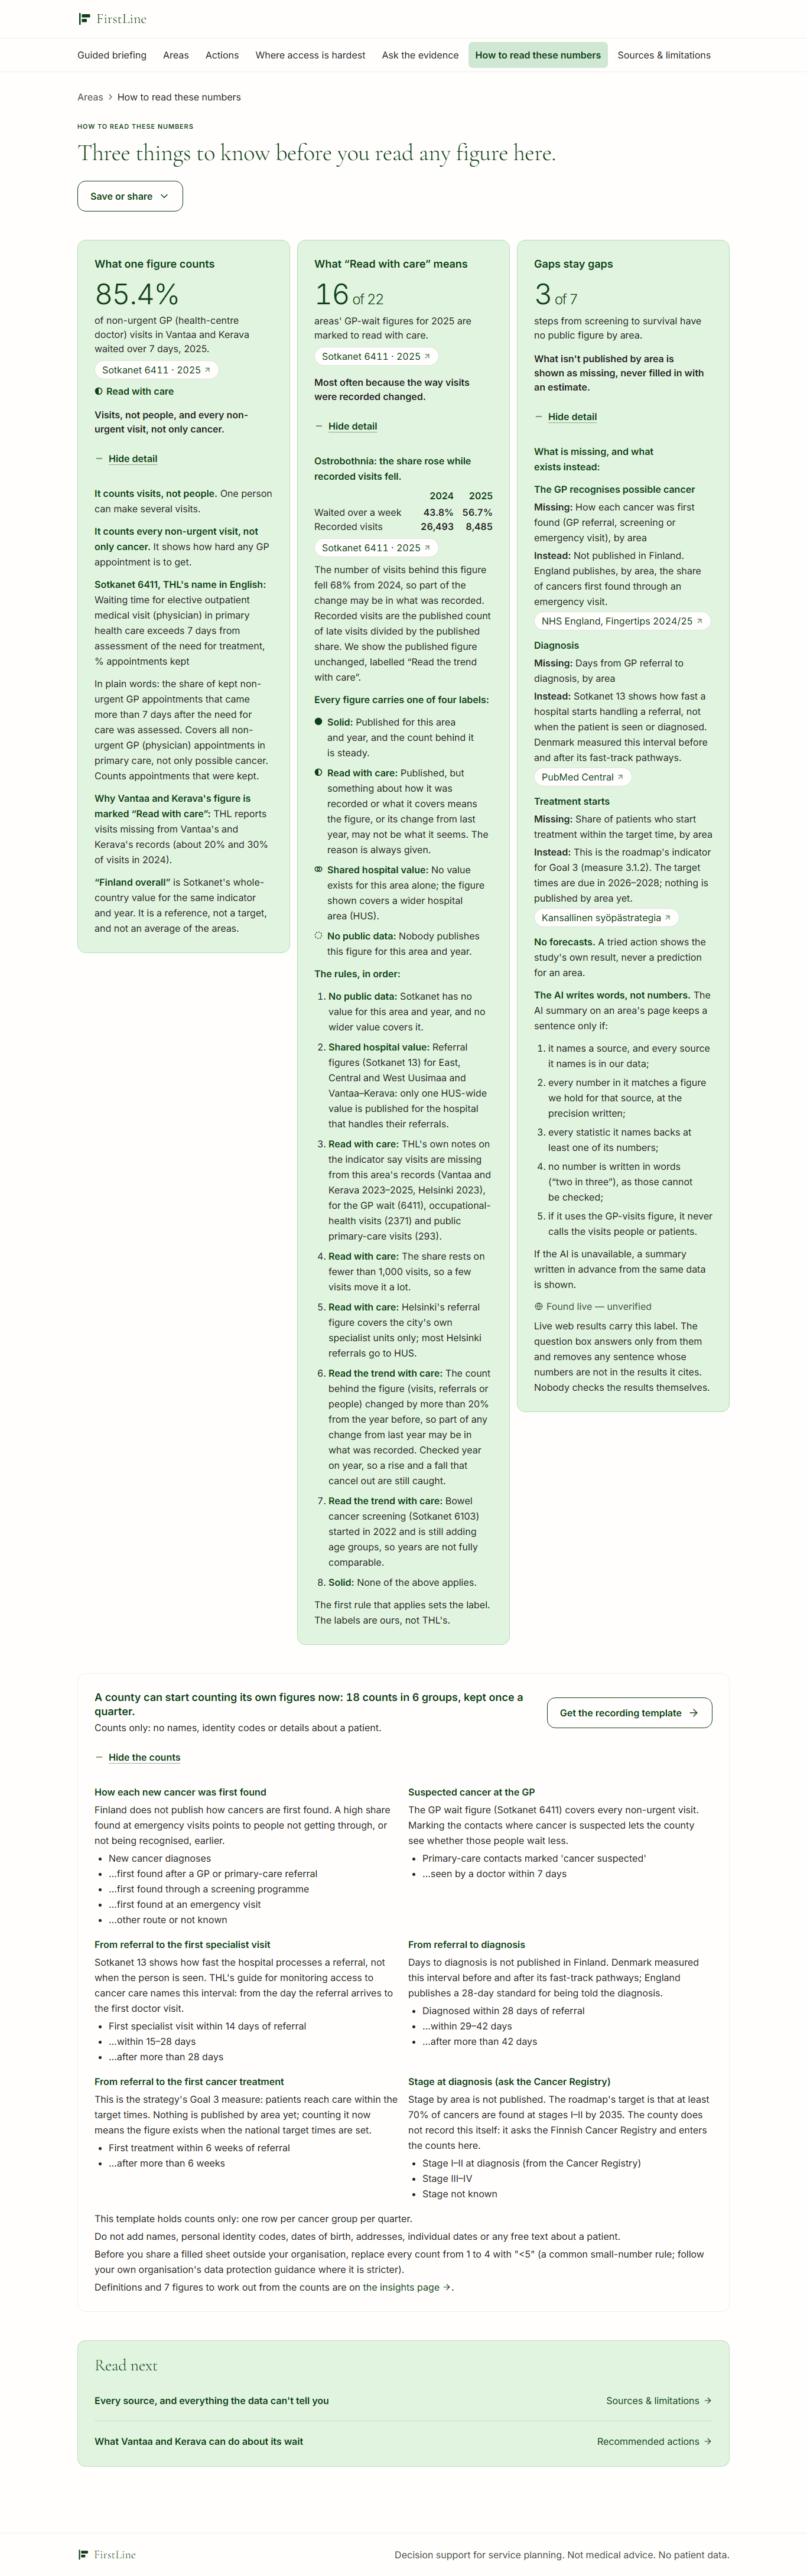 FirstLine
Guided briefing
Areas
Actions
Where access is hardest
Ask the evidence
How to read these numbers
Sources & limitations
Areas > How to read these numbers
HOW TO READ THESE NUMBERS
Three things to know before you read any figure here.
Save or share
What one figure counts
85.4%
of non-urgent GP (health-centre
doctor) visits in Vantaa and Kerava
waited over 7 days, 2025.
Sotkanet 6411 · 2025 ↗
Read with care
Visits, not people, and every non-
urgent visit, not only cancer.
– Hide detail
It counts visits, not people. One person
can make several visits.
It counts every non-urgent visit, not
only cancer. It shows how hard any GP
appointment is to get.
Sotkanet 6411, THL's name in English:
Waiting time for elective outpatient
medical visit (physician) in primary
health care exceeds 7 days from
assessment of the need for treatment,
% appointments kept
In plain words: the share of kept non-
urgent GP appointments that came
more than 7 days after the need for
care was assessed. Covers all non-
urgent GP (physician) appointments in
primary care, not only possible cancer.
Counts appointments that were kept.
Why Vantaa and Kerava's figure is
marked “Read with care”: THL reports
visits missing from Vantaa's and
Kerava's records (about 20% and 30%
of visits in 2024).
“Finland overall” is Sotkanet's whole-
country value for the same indicator
and year. It is a reference, not a target,
and not an average of the areas.
What “Read with care” means
16 of 22
areas' GP-wait figures for 2025 are
marked to read with care.
Sotkanet 6411 · 2025 ↗
Most often because the way visits
were recorded changed.
– Hide detail
Ostrobothnia: the share rose while
recorded visits fell.
2024 2025
Waited over a week 43.8% 56.7%
Recorded visits 26,493 8,485
Sotkanet 6411 · 2025 ↗
The number of visits behind this figure
fell 68% from 2024, so part of the
change may be in what was recorded.
Recorded visits are the published count
of late visits divided by the published
share. We show the published figure
unchanged, labelled “Read the trend
with care”.
Every figure carries one of four labels:
Solid: Published for this area
and year, and the count behind it
is steady.
Read with care: Published, but
something about how it was
recorded or what it covers means
the figure, or its change from last
year, may not be what it seems. The
reason is always given.
Shared hospital value: No value
exists for this area alone; the figure
shown covers a wider hospital
area (HUS).
No public data: Nobody publishes
this figure for this area and year.
The rules, in order:
1. No public data: Sotkanet has no
value for this area and year, and no
wider value covers it.
2. Shared hospital value: Referral
figures (Sotkanet 13) for East,
Central and West Uusimaa and
Vantaa–Kerava: only one HUS-wide
value is published for the hospital
that handles their referrals.
3. Read with care: THL's own notes on
the indicator say visits are missing
from this area's records (Vantaa and
Kerava 2023–2025, Helsinki 2023),
for the GP wait (6411), occupational-
health visits (2371) and public
primary-care visits (293).
4. Read with care: The share rests on
fewer than 1,000 visits, so a few
visits move it a lot.
5. Read with care: Helsinki's referral
figure covers the city's own
specialist units only; most Helsinki
referrals go to HUS.
6. Read the trend with care: The count
behind the figure (visits, referrals or
people) changed by more than 20%
from the year before, so part of any
change from last year may be in
what was recorded. Checked year
on year, so a rise and a fall that
cancel out are still caught.
7. Read the trend with care: Bowel
cancer screening (Sotkanet 6103)
started in 2022 and is still adding
age groups, so years are not fully
comparable.
8. Solid: None of the above applies.
The first rule that applies sets the label.
The labels are ours, not THL's.
Gaps stay gaps
3 of 7
steps from screening to survival have
no public figure by area.
What isn't published by area is
shown as missing, never filled in with
an estimate.
– Hide detail
What is missing, and what
exists instead:
The GP recognises possible cancer
Missing: How each cancer was first
found (GP referral, screening or
emergency visit), by area
Instead: Not published in Finland.
England publishes, by area, the share
of cancers first found through an
emergency visit.
NHS England, Fingertips 2024/25 ↗
Diagnosis
Missing: Days from GP referral to
diagnosis, by area
Instead: Sotkanet 13 shows how fast a
hospital starts handling a referral, not
when the patient is seen or diagnosed.
Denmark measured this interval before
and after its fast-track pathways.
PubMed Central ↗
Treatment starts
Missing: Share of patients who start
treatment within the target time, by area
Instead: This is the roadmap's indicator
for Goal 3 (measure 3.1.2). The target
times are due in 2026–2028; nothing is
published by area yet.
Kansallinen syöpästrategia ↗
No forecasts. A tried action shows the
study's own result, never a prediction
for an area.
The AI writes words, not numbers. The
AI summary on an area's page keeps a
sentence only if:
1. it names a source, and every source
it names is in our data;
2. every number in it matches a figure
we hold for that source, at the
precision written;
3. every statistic it names backs at
least one of its numbers;
4. no number is written in words
(“two in three”), as those cannot
be checked;
5. if it uses the GP-visits figure, it never
calls the visits people or patients.
If the AI is unavailable, a summary
written in advance from the same data
is shown.
Found live — unverified
Live web results carry this label. The
question box answers only from them
and removes any sentence whose
numbers are not in the results it cites.
Nobody checks the results themselves.
A county can start counting its own figures now: 18 counts in 6 groups, kept once a
quarter.
Counts only: no names, identity codes or details about a patient.
Get the recording template →
– Hide the counts
How each new cancer was first found
Finland does not publish how cancers are first found. A high share
found at emergency visits points to people not getting through, or
not being recognised, earlier.
• New cancer diagnoses
• …first found after a GP or primary-care referral
• …first found through a screening programme
• …first found at an emergency visit
• …other route or not known
Suspected cancer at the GP
The GP wait figure (Sotkanet 6411) covers every non-urgent visit.
Marking the contacts where cancer is suspected lets the county
see whether those people wait less.
• Primary-care contacts marked 'cancer suspected'
• …seen by a doctor within 7 days
From referral to the first specialist visit
Sotkanet 13 shows how fast the hospital processes a referral, not
when the person is seen. THL's guide for monitoring access to
cancer care names this interval: from the day the referral arrives to
the first doctor visit.
• First specialist visit within 14 days of referral
• …within 15–28 days
• …after more than 28 days
From referral to diagnosis
Days to diagnosis is not published in Finland. Denmark measured
this interval before and after its fast-track pathways; England
publishes a 28-day standard for being told the diagnosis.
• Diagnosed within 28 days of referral
• …within 29–42 days
• …after more than 42 days
From referral to the first cancer treatment
This is the strategy's Goal 3 measure: patients reach care within the
target times. Nothing is published by area yet; counting it now
means the figure exists when the national target times are set.
• First treatment within 6 weeks of referral
• …after more than 6 weeks
Stage at diagnosis (ask the Cancer Registry)
Stage by area is not published. The roadmap's target is that at least
70% of cancers are found at stages I–II by 2035. The county does
not record this itself: it asks the Finnish Cancer Registry and enters
the counts here.
• Stage I–II at diagnosis (from the Cancer Registry)
• Stage III–IV
• Stage not known
This template holds counts only: one row per cancer group per quarter.
Do not add names, personal identity codes, dates of birth, addresses, individual dates or any free text about a patient.
Before you share a filled sheet outside your organisation, replace every count from 1 to 4 with "<5" (a common small-number rule; follow
your own organisation's data protection guidance where it is stricter).
Definitions and 7 figures to work out from the counts are on the insights page →.
Read next
Every source, and everything the data can't tell you
Sources & limitations →
What Vantaa and Kerava can do about its wait
Recommended actions →
FirstLine
Decision support for service planning. Not medical advice. No patient data.